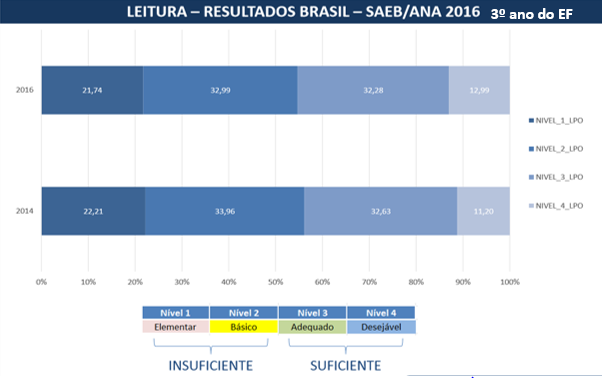 LEITURA – RESULTADOS BRASIL – SAEB/ANA 2016 3º ano do EF
2016 21,74 32,99 32,28 12,99
NIVEL_1_LPO
NIVEL_2_LPO
NIVEL_3_LPO
NIVEL_4_LPO
2014 22,21 33,96 32,63 11,20
0% 10% 20% 30% 40% 50% 60% 70% 80% 90% 100%
Nível 1 Nível 2 Nível 3 Nível 4
Elementar Básico Adequado Desejável
INSUFICIENTE SUFICIENTE